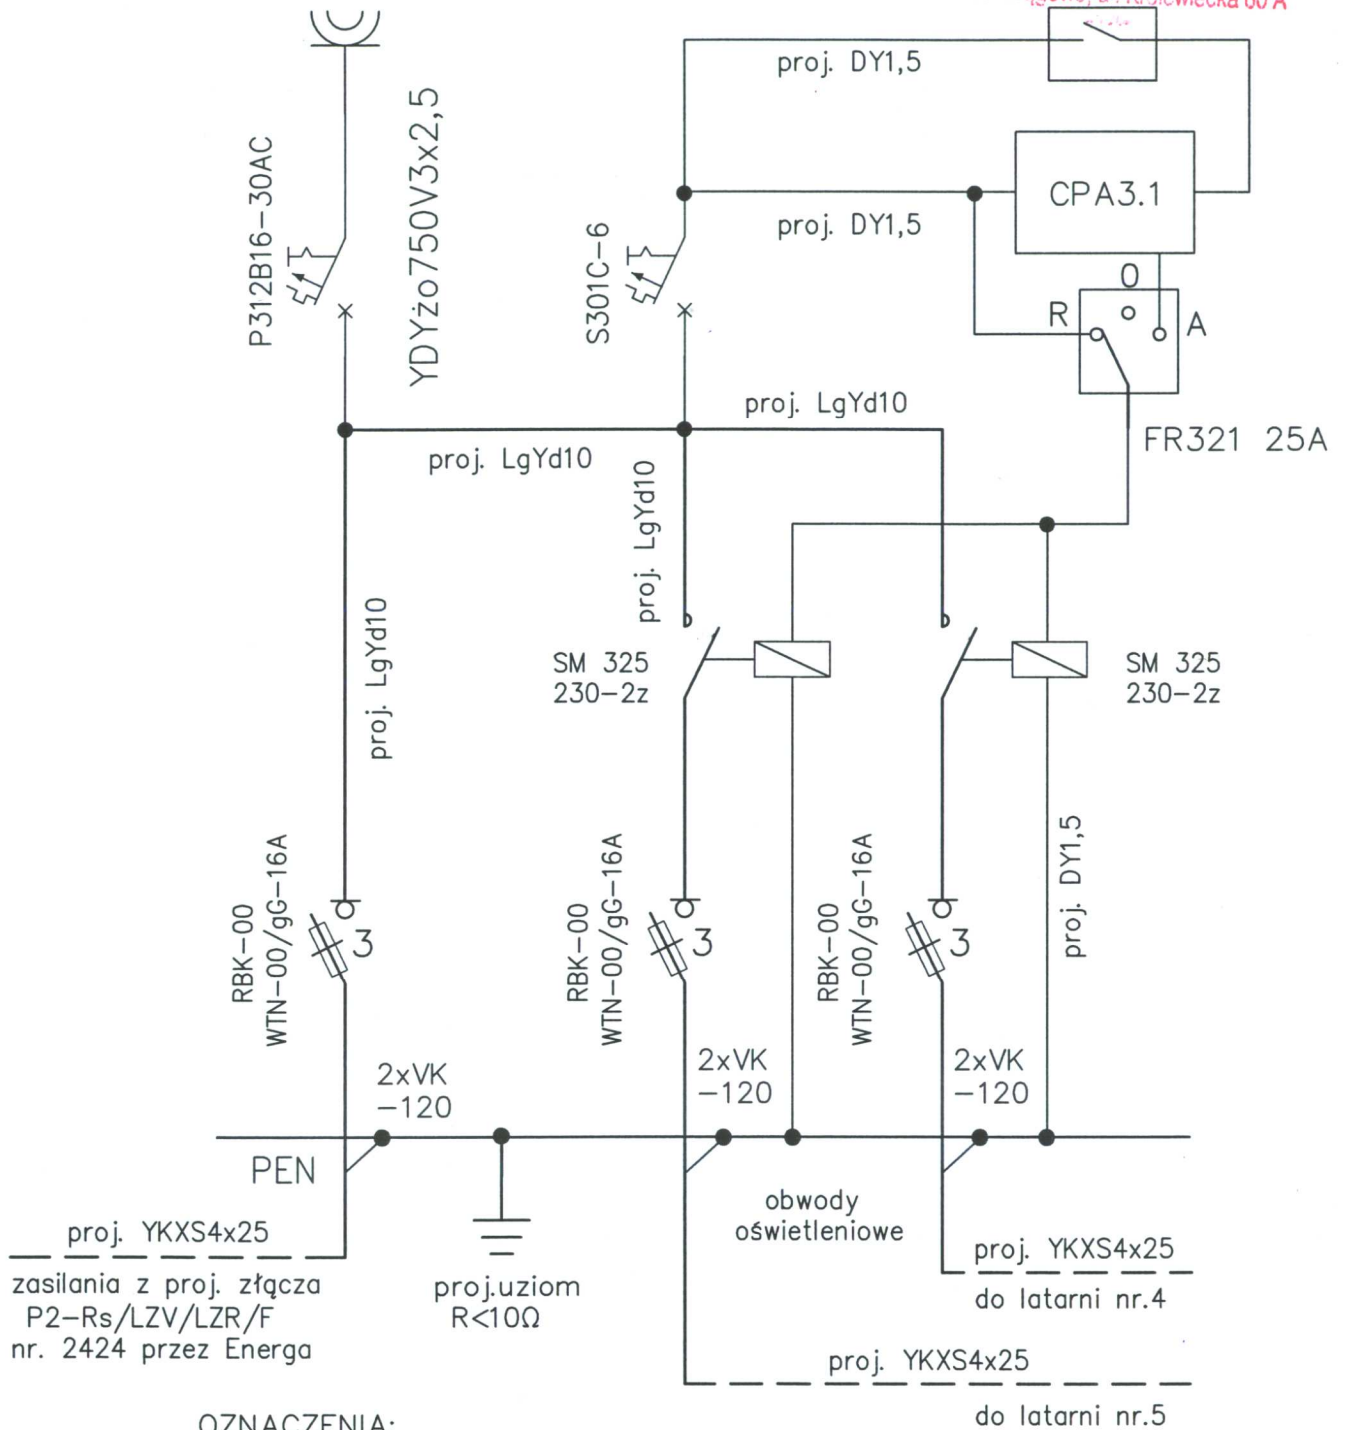 Królewiecka 60 A
proj. DY1,5
P312B16-30AC
YDYżo750V3x2,5
S301C-6
CPA3.1
proj. DY1,5
O
R
A
proj. LgYd10
FR321 25A
proj. LgYd10
proj. LgYd10
proj. LgYd10
SM 325
230-2z
SM 325
230-2z
RBK-00
WTN-00/gG-16A
3
RBK-00
WTN-00/gG-16A
3
RBK-00
WTN-00/gG-16A
3
proj. DY1,5
2xVK
-120
2xVK
-120
2xVK
-120
PEN
obwody
oświetleniowe
proj. YKXS4x25
zasilania z proj. złącza
P2-Rs/LZV/LZR/F
nr. 2424 przez Energa
proj.uziom
R<10Ω
proj. YKXS4x25
do latarni nr.4
proj. YKXS4x25
do latarni nr.5
OZNACZENIA: